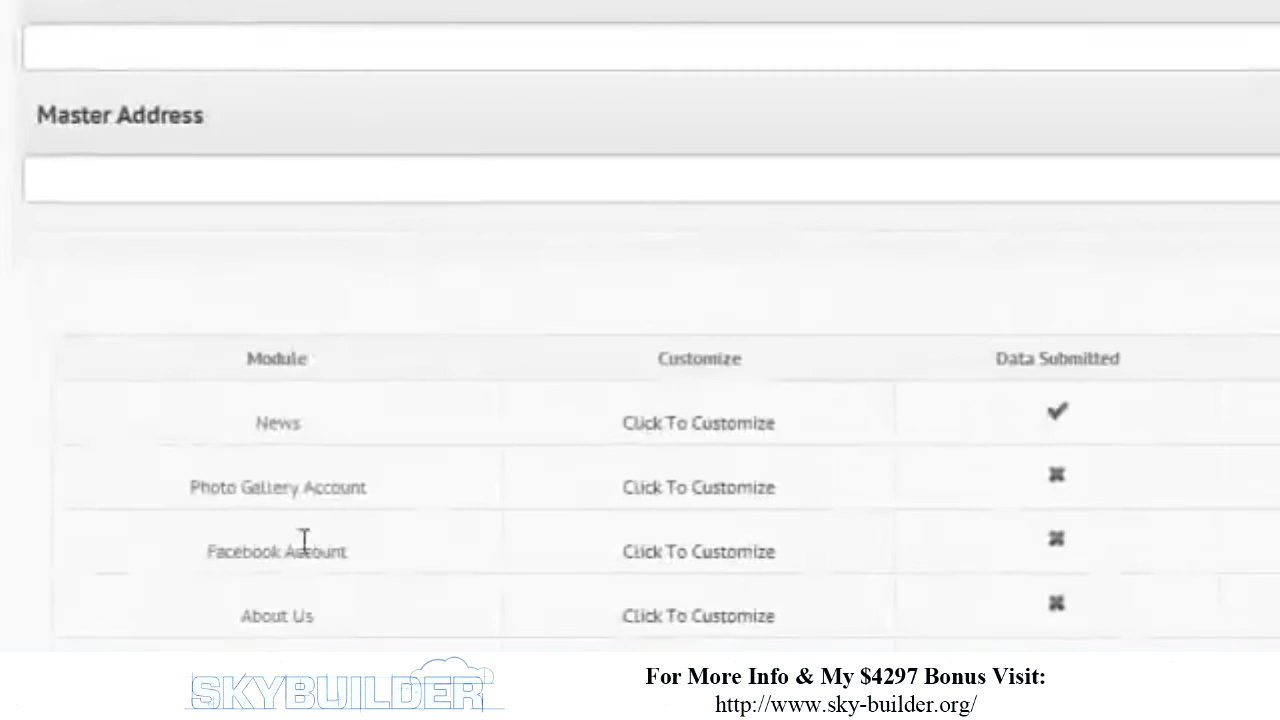 Master Address
Module Customize Data Submitted
News Click To Customize
Photo Gallery Account Click To Customize
Facebook Account Click To Customize
About Us Click To Customize
SKYBUILDER
For More Info & My $4297 Bonus Visit:
http://www.sky-builder.org/